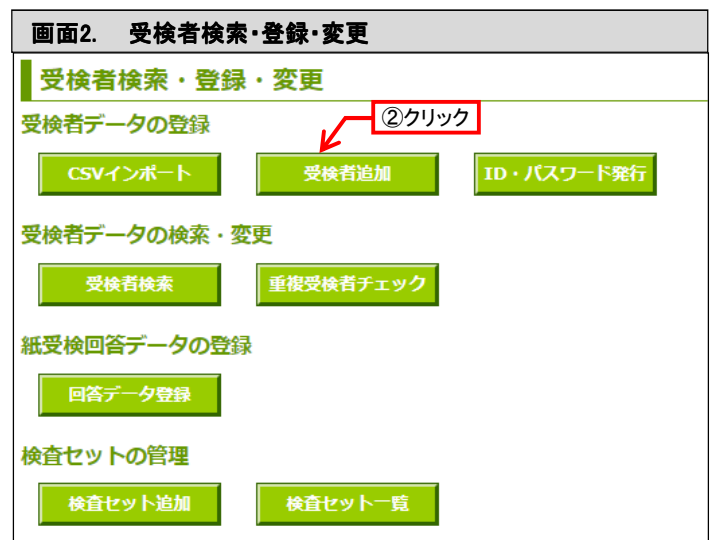 画面2. 受検者検索・登録・変更
受検者検索・登録・変更
受検者データの登録
②クリック
CSVインポート 受検者追加 ID・パスワード発行
受検者データの検索・変更
受検者検索 重複受検者チェック
紙受検回答データの登録
回答データ登録
検査セットの管理
検査セット追加 検査セット一覧